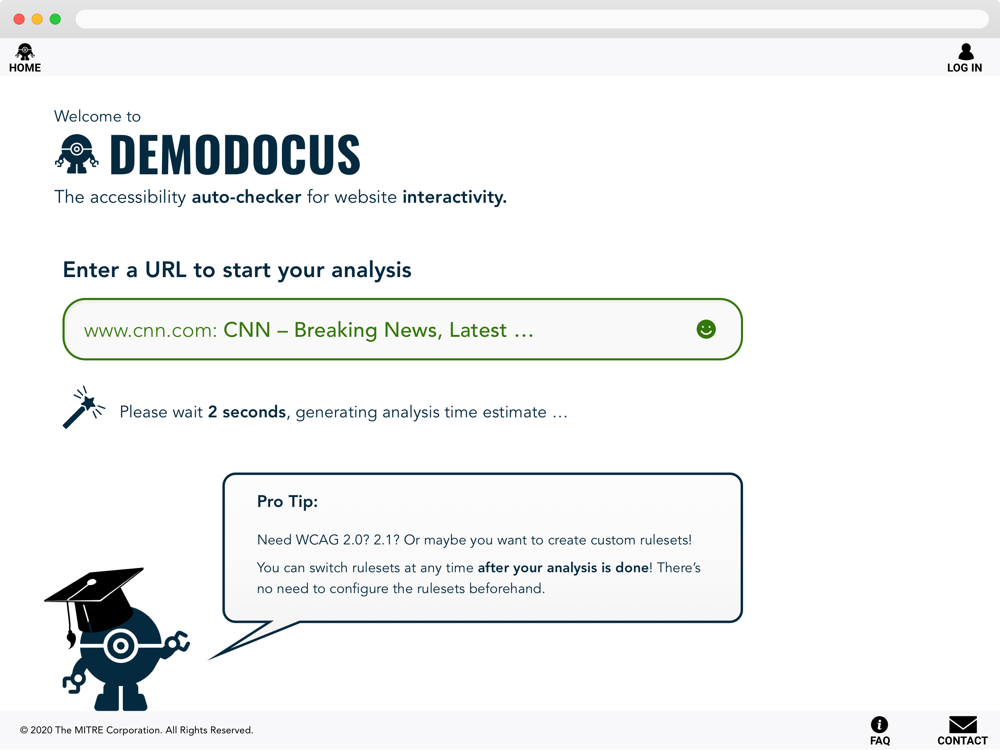 HOME
LOG IN
Welcome to
DEMODOCUS
The accessibility auto-checker for website interactivity.
Enter a URL to start your analysis
www.cnn.com: CNN – Breaking News, Latest …
Please wait 2 seconds, generating analysis time estimate …
Pro Tip:
Need WCAG 2.0? 2.1? Or maybe you want to create custom rulesets!
You can switch rulesets at any time after your analysis is done! There’s
no need to configure the rulesets beforehand.
© 2020 The MITRE Corporation. All Rights Reserved.
FAQ
CONTACT